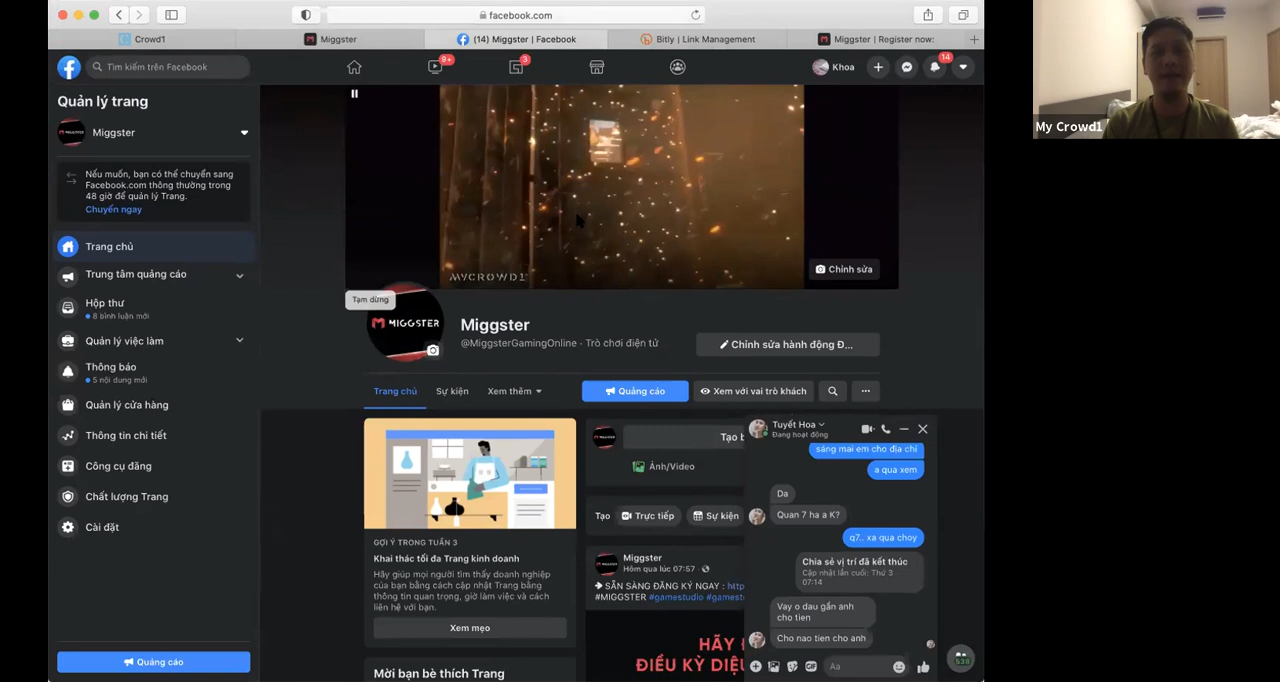 facebook.com
Crowd1
Miggster
(14) Miggster | Facebook
Bitly | Link Management
Miggster | Register now:
My Crowd1
Tìm kiếm trên Facebook
9+
3
Khoa
14
Quản lý trang
Miggster
Nếu muốn, bạn có thể chuyển sang
Facebook.com thông thường trong
48 giờ để quản lý Trang.
Chuyển ngay
Trang chủ
Trung tâm quảng cáo
Hộp thư
8 bình luận mới
Quản lý việc làm
Thông báo
5 nội dung mới
Quản lý cửa hàng
Thông tin chi tiết
Công cụ đăng
Chất lượng Trang
Cài đặt
Quảng cáo
MYCROWD1
Chỉnh sửa
Tạm dừng
MIGGSTER
Miggster
@MiggsterGamingOnline · Trò chơi điện tử
Chỉnh sửa hành động Đ...
Trang chủ
Sự kiện
Xem thêm
Quảng cáo
Xem với vai trò khách
GỢI Ý TRONG TUẦN 3
Khai thác tối đa Trang kinh doanh
Hãy giúp mọi người tìm thấy doanh nghiệp
của bạn bằng cách cập nhật Trang bằng
thông tin quan trọng, giờ làm việc và cách
liên hệ với bạn.
Xem mẹo
Mời bạn bè thích Trang
Tạo b
Ảnh/Video
Tạo
Trực tiếp
Sự kiện
Miggster
Hôm qua lúc 07:57
SẴN SÀNG ĐĂNG KÝ NGAY : http
#MIGGSTER #gamestudio #gamest
HÃY
ĐIỀU KỲ DIỆU
Tuyết Hoa
Đang hoạt động
sáng mai em cho địa chỉ
a qua xem
Da
Quan 7 ha a K?
q7.. xa qua choy
Chia sẻ vị trí đã kết thúc
Cập nhật lần cuối: Thứ 3
07:14
Vay o dau gần anh
cho tien
Cho nao tien cho anh
GIF
Aa
538